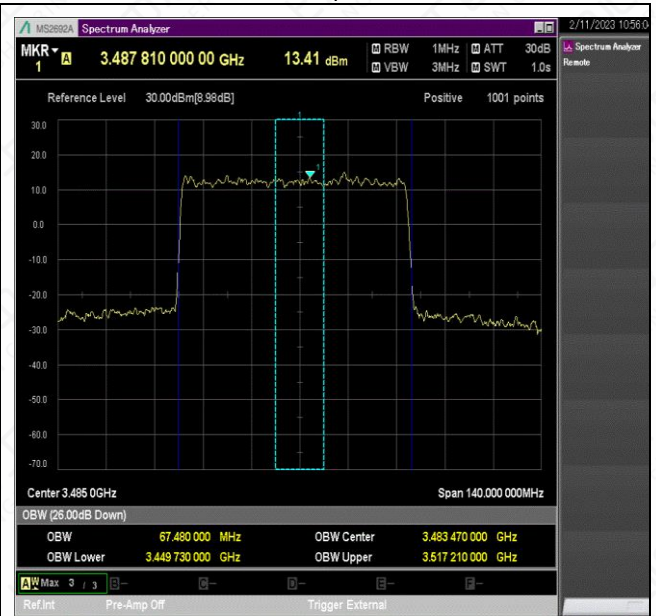 MS2692A Spectrum Analyzer 2/11/2023 10:56:0
MKR 1 A 3.487 810 000 00 GHz 13.41 dBm M RBW 1MHz M ATT 30dB
M VBW 3MHz M SWT 1.0s
Spectrum Analyzer
Remote
Reference Level 30.00dBm[8.98dB] Positive 1001 points
1
30.0
20.0
1
10.0
0.0
-10.0
-20.0
-30.0
-40.0
-50.0
-60.0
-70.0
Center 3.485 0GHz Span 140.000 000MHz
OBW (26.00dB Down)
OBW 67.480 000 MHz OBW Center 3.483 470 000 GHz
OBW Lower 3.449 730 000 GHz OBW Upper 3.517 210 000 GHz
A W Max 3 / 3 B- C- D- E- F-
Ref.Int Pre-Amp Off Trigger External